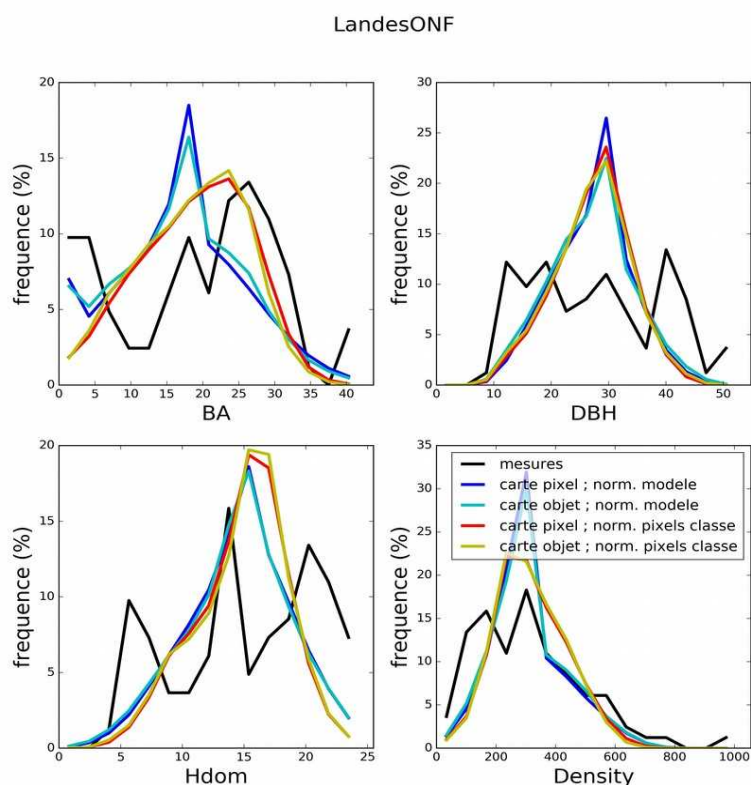 LandesONF
20
15
10
5
0
frequence (%)
0 5 10 15 20 25 30 35 40
BA
30
25
20
15
10
5
0
frequence (%)
0 10 20 30 40 50
DBH
20
15
10
5
0
frequence (%)
0 5 10 15 20 25
Hdom
35
30
25
20
15
10
5
0
frequence (%)
mesures
carte pixel ; norm. modele
carte objet ; norm. modele
carte pixel ; norm. pixels classe
carte objet ; norm. pixels classe
0 200 400 600 800 1000
Density